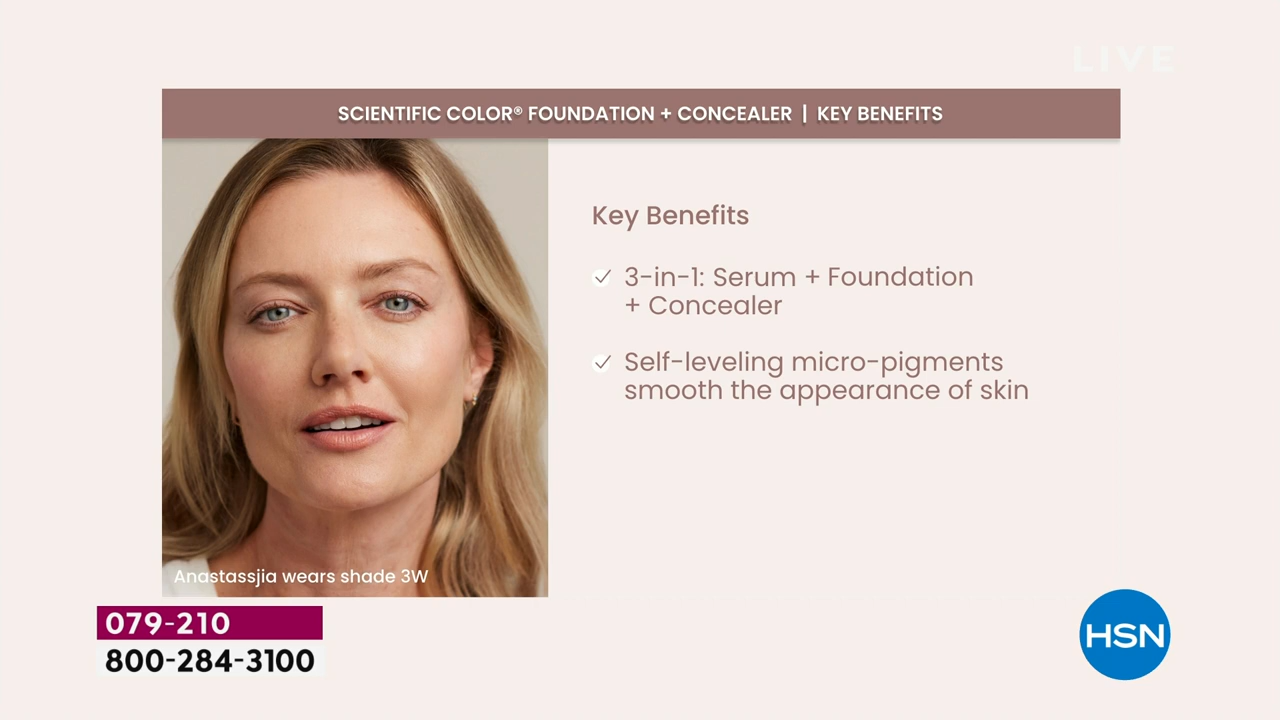 LIVE
SCIENTIFIC COLOR® FOUNDATION + CONCEALER | KEY BENEFITS
Key Benefits
3-in-1: Serum + Foundation
+ Concealer
Self-leveling micro-pigments
smooth the appearance of skin
Anastassjia wears shade 3W
079-210
800-284-3100
HSN